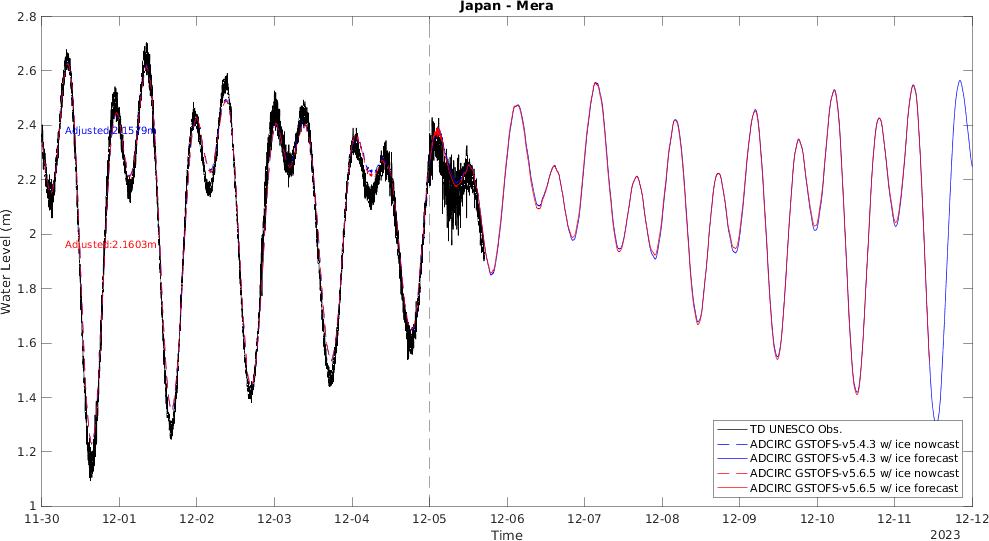 Japan - Mera
2.8
2.6
2.4
2.2
2
1.8
1.6
1.4
1.2
1
Water Level (m)
Adjusted:2.1579m
Adjusted:2.1603m
TD UNESCO Obs.
ADCIRC GSTOFS-v5.4.3 w/ ice nowcast
ADCIRC GSTOFS-v5.4.3 w/ ice forecast
ADCIRC GSTOFS-v5.6.5 w/ ice nowcast
ADCIRC GSTOFS-v5.6.5 w/ ice forecast
11-30 12-01 12-02 12-03 12-04 12-05 12-06 12-07 12-08 12-09 12-10 12-11 12-12
Time
2023